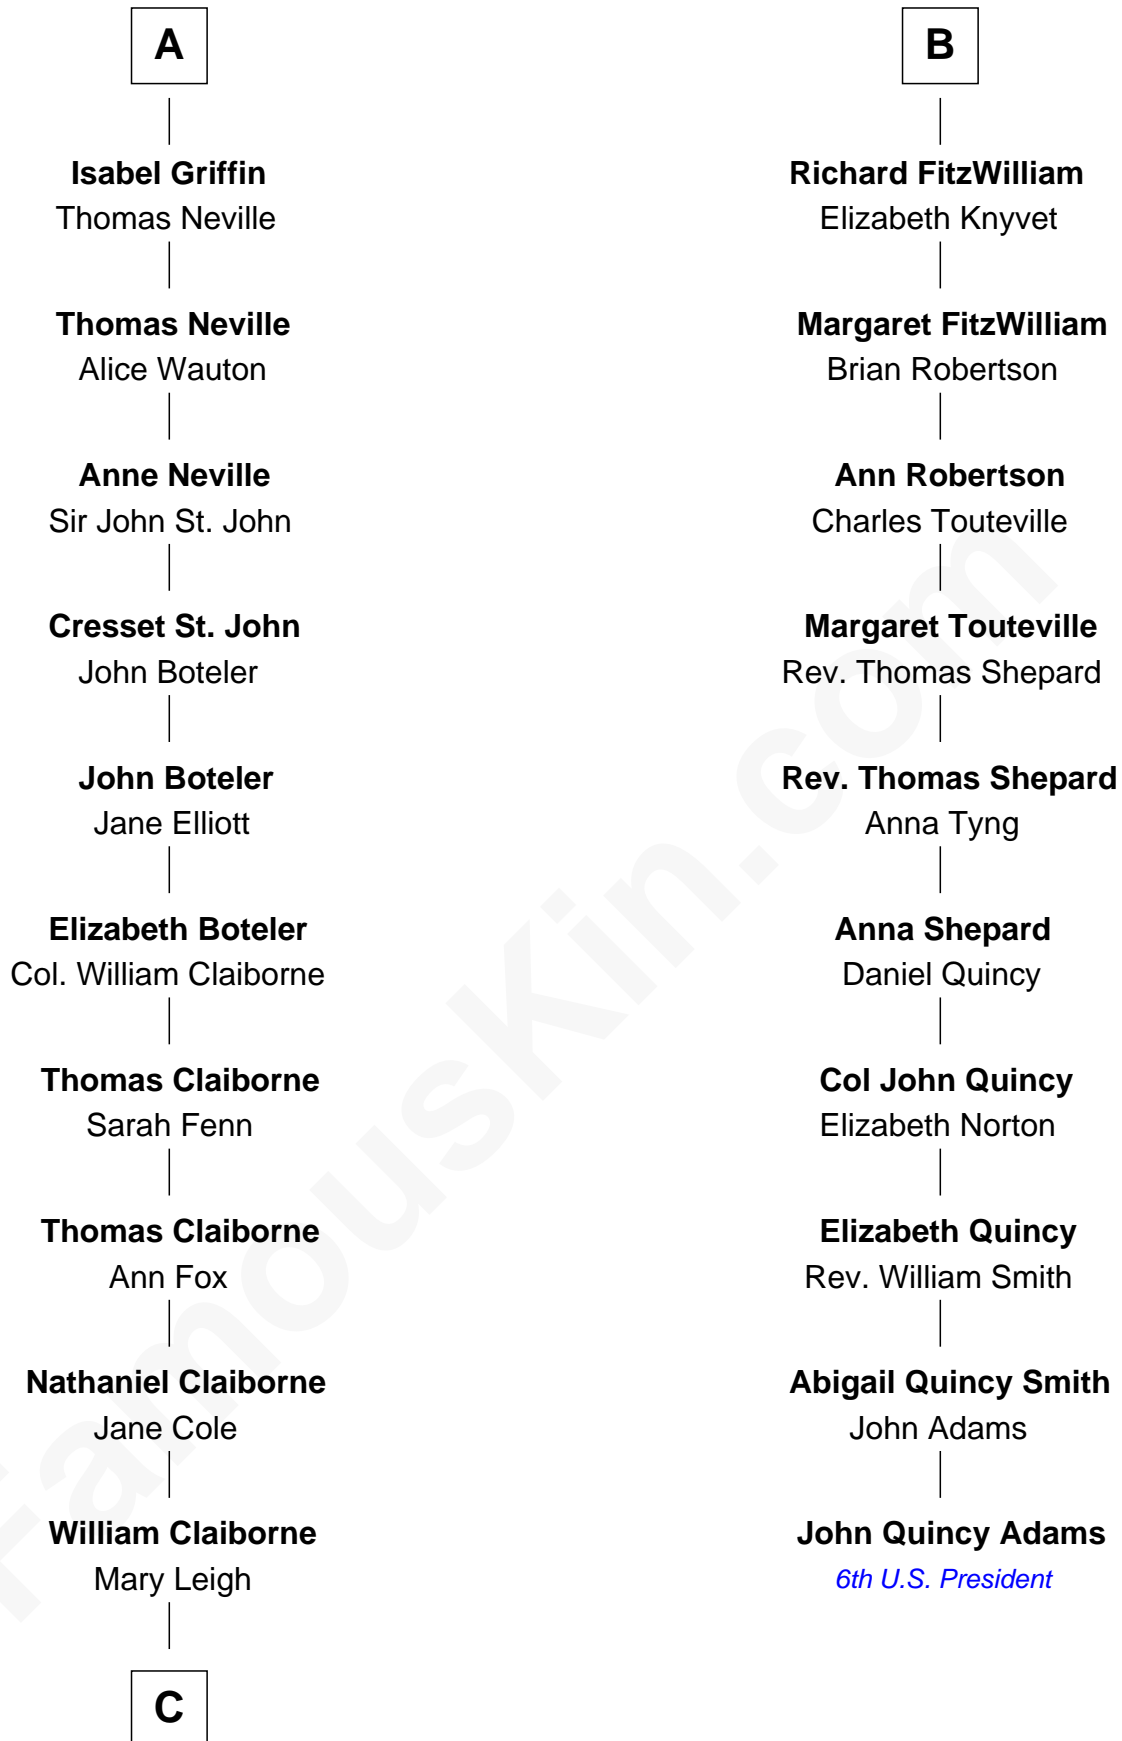 A
Isabel Griffin
Thomas Neville
Thomas Neville
Alice Wauton
Anne Neville
Sir John St. John
Cresset St. John
John Boteler
John Boteler
Jane Elliott
Elizabeth Boteler
Col. William Claiborne
Thomas Claiborne
Sarah Fenn
Thomas Claiborne
Ann Fox
Nathaniel Claiborne
Jane Cole
William Claiborne
Mary Leigh
C
B
Richard FitzWilliam
Elizabeth Knyvet
Margaret FitzWilliam
Brian Robertson
Ann Robertson
Charles Touteville
Margaret Touteville
Rev. Thomas Shepard
Rev. Thomas Shepard
Anna Tyng
Anna Shepard
Daniel Quincy
Col John Quincy
Elizabeth Norton
Elizabeth Quincy
Rev. William Smith
Abigail Quincy Smith
John Adams
John Quincy Adams
6th U.S. President
FamousKin.com